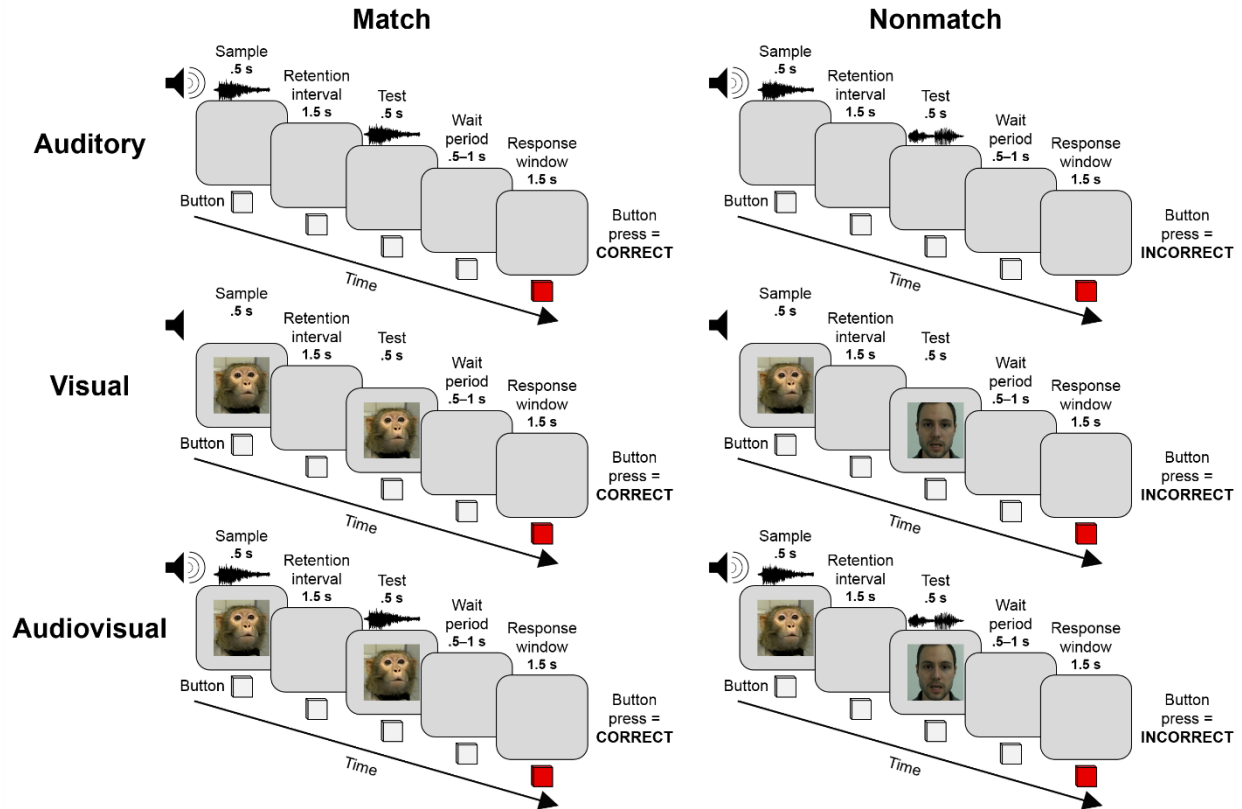 Match
Nonmatch
Auditory
Sample
.5 s
Retention
interval
1.5 s
Test
.5 s
Wait
period
.5–1 s
Response
window
1.5 s
Button
Time
Button
press =
CORRECT
Sample
.5 s
Retention
interval
1.5 s
Test
.5 s
Wait
period
.5–1 s
Response
window
1.5 s
Button
press =
INCORRECT
Button
Time
Visual
Sample
.5 s
Retention
interval
1.5 s
Test
.5 s
Wait
period
.5–1 s
Response
window
1.5 s
Button
Time
Button
press =
CORRECT
Sample
.5 s
Retention
interval
1.5 s
Test
.5 s
Wait
period
.5–1 s
Response
window
1.5 s
Button
Time
Button
press =
INCORRECT
Audiovisual
Sample
.5 s
Retention
interval
1.5 s
Test
.5 s
Wait
period
.5–1 s
Response
window
1.5 s
Button
Time
Button
press =
CORRECT
Sample
.5 s
Retention
interval
1.5 s
Test
.5 s
Wait
period
.5–1 s
Response
window
1.5 s
Button
Time
Button
press =
INCORRECT